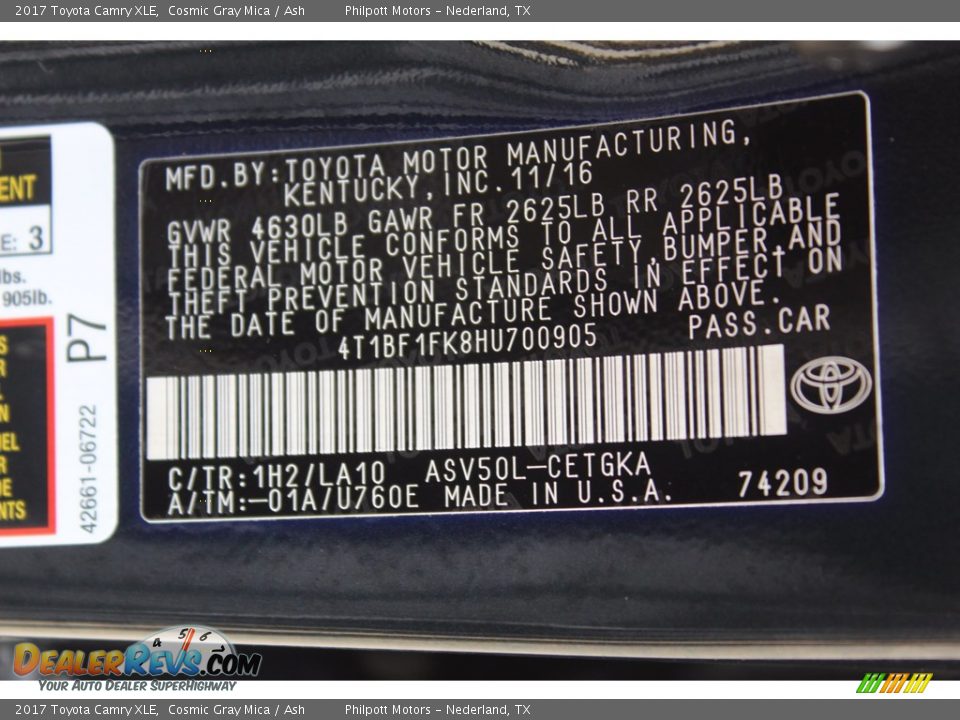 2017 Toyota Camry XLE, Cosmic Gray Mica / Ash Philpott Motors - Nederland, TX
MFD.BY:TOYOTA MOTOR MANUFACTURING,
KENTUCKY,INC. 11/16
GVWR 4630LB GAWR FR 2625LB RR 2625LB
THIS VEHICLE CONFORMS TO ALL APPLICABLE
FEDERAL MOTOR VEHICLE SAFETY,BUMPER,AND
THEFT PREVENTION STANDARDS IN EFFECT ON
THE DATE OF MANUFACTURE SHOWN ABOVE.
4T1BF1FK8HU700905 PASS.CAR
C/TR:1H2/LA10 ASV50L-CETGKA
A/TM:-01A/U760E MADE IN U.S.A. 74209
E: 3
lbs.
905lb.
P7
42661-06722
4 5 6
DEALERREVS.COM
YOUR AUTO DEALER SUPERHIGHWAY
2017 Toyota Camry XLE, Cosmic Gray Mica / Ash Philpott Motors - Nederland, TX